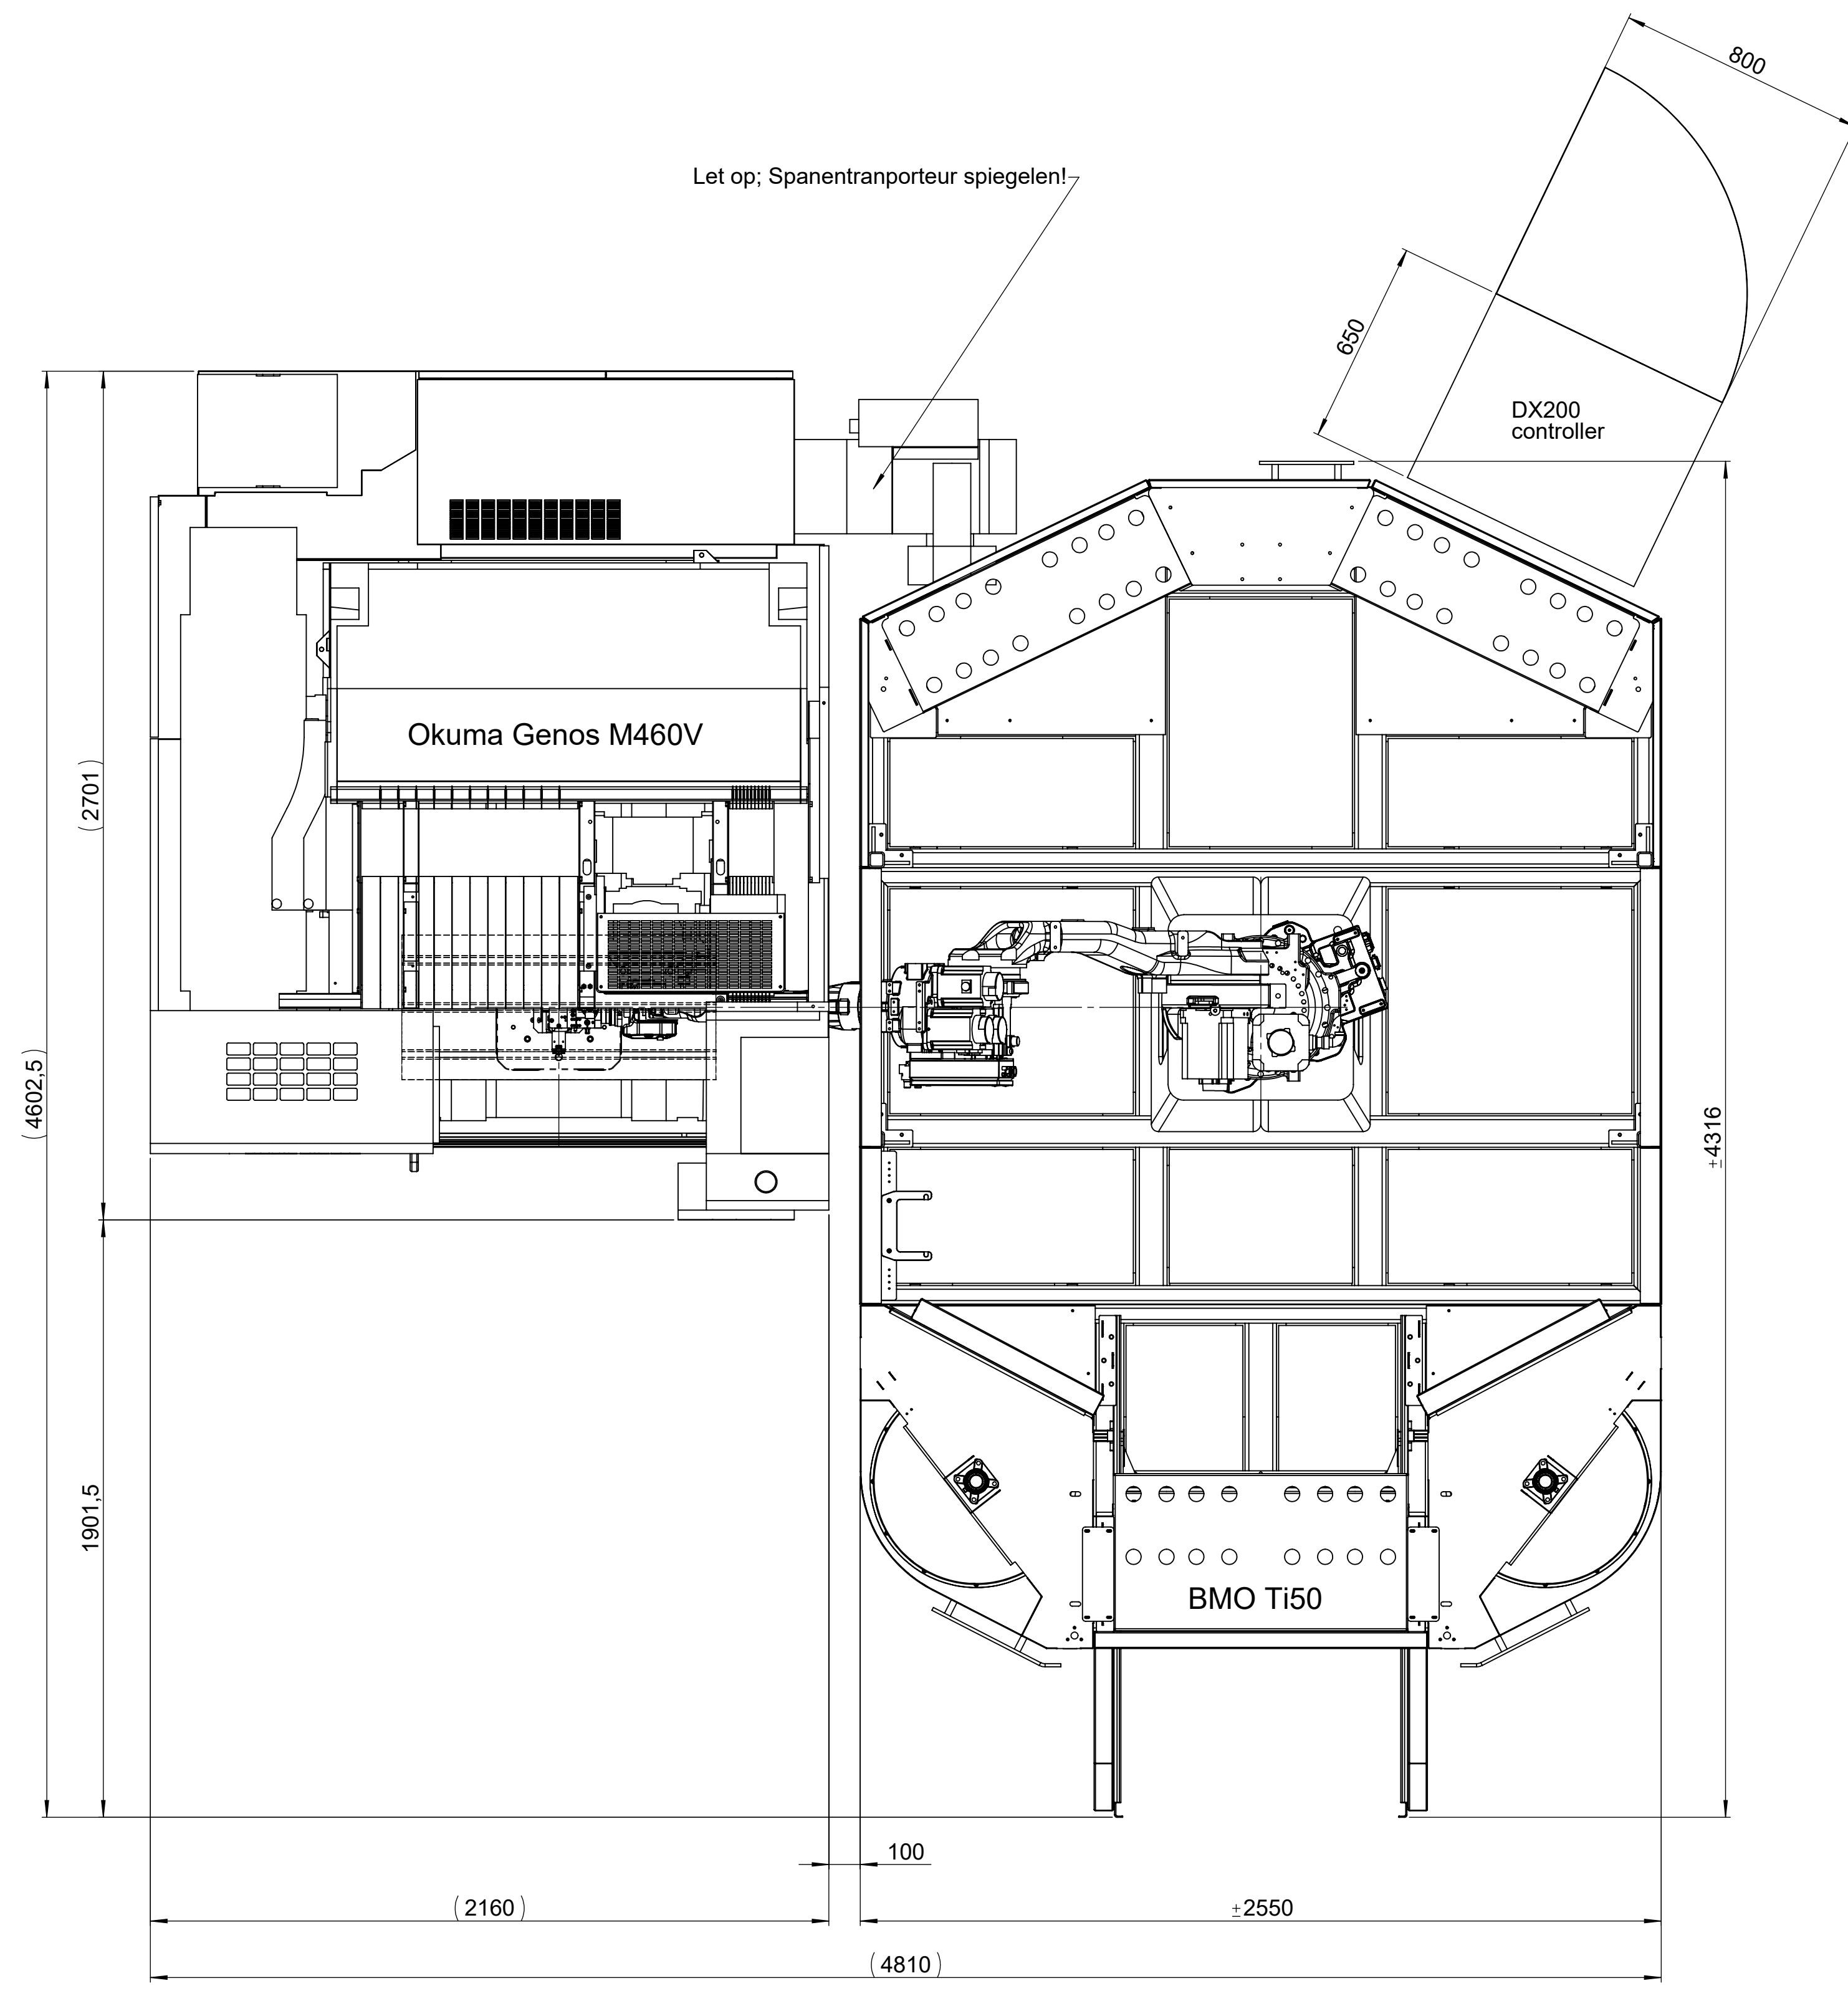 800
Let op; Spanentranporteur spiegelen!
650
DX200
controller
Okuma Genos M460V
(2701)
(4602,5)
±4316
1901,5
BMO Ti50
100
(2160)
±2550
(4810)